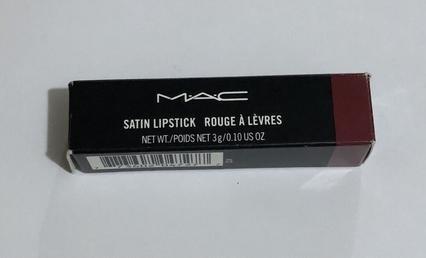 MAC
SATIN LIPSTICK ROUGE À LÈVRES
NET WT./POIDS NET 3 g/0.10 US OZ